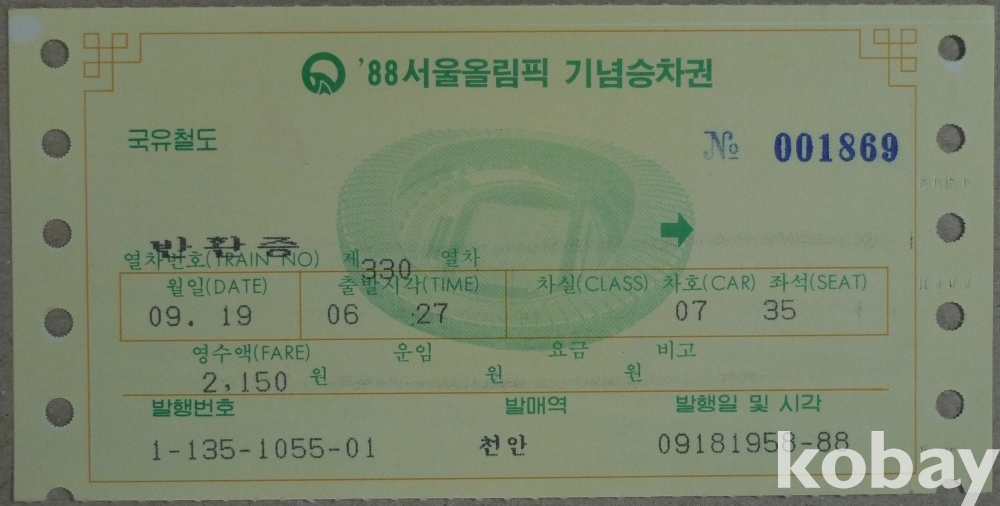 '88서울올림픽 기념승차권
국유철도
№ 001869
반환증
열차번호(TRAIN NO) 제330 열차
월일(DATE) 출발시각(TIME) 차실(CLASS) 차호(CAR) 좌석(SEAT)
09. 19 06 :27 07 35
영수액(FARE) 운임 요금 비고
2,150 원 원 원
발행번호 발매역 발행일 및 시각
1-135-1055-01 천안 09181958-88
kobay